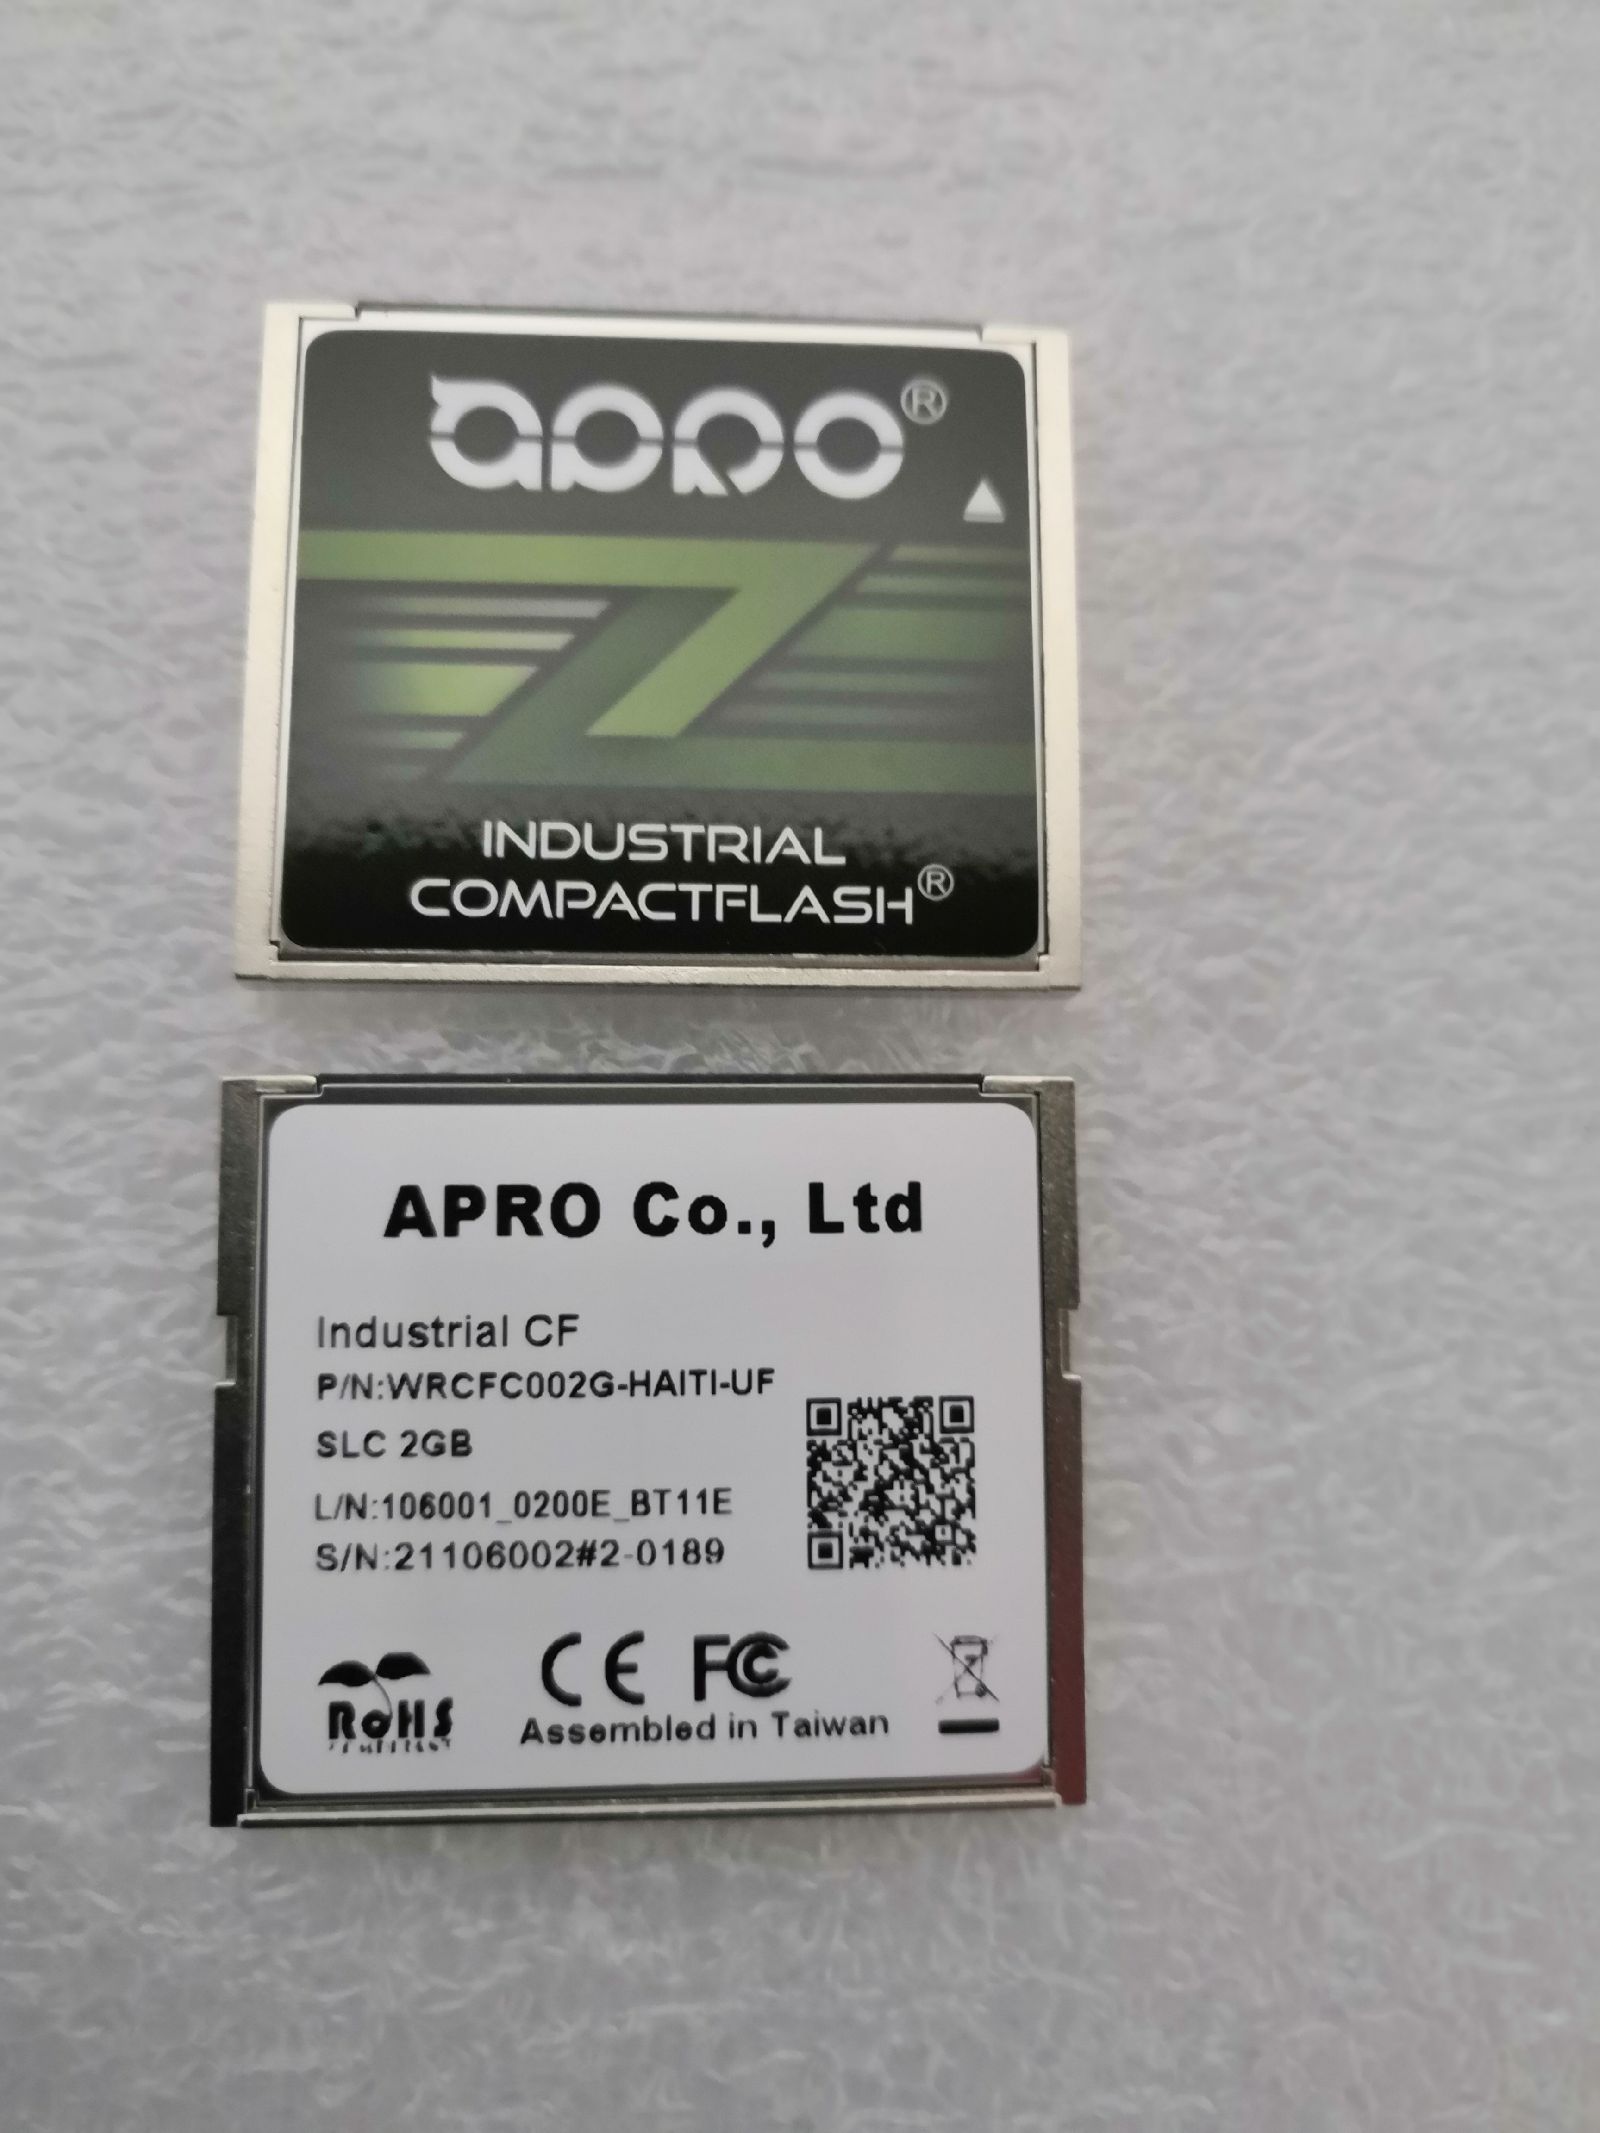 apro®
INDUSTRIAL
COMPACTFLASH®
APRO Co., Ltd
Industrial CF
P/N:WRCFC002G-HAITI-UF
SLC 2GB
L/N:106001_0200E_BT11E
S/N:21106002#2-0189
CE FC
RoHS
Assembled in Taiwan